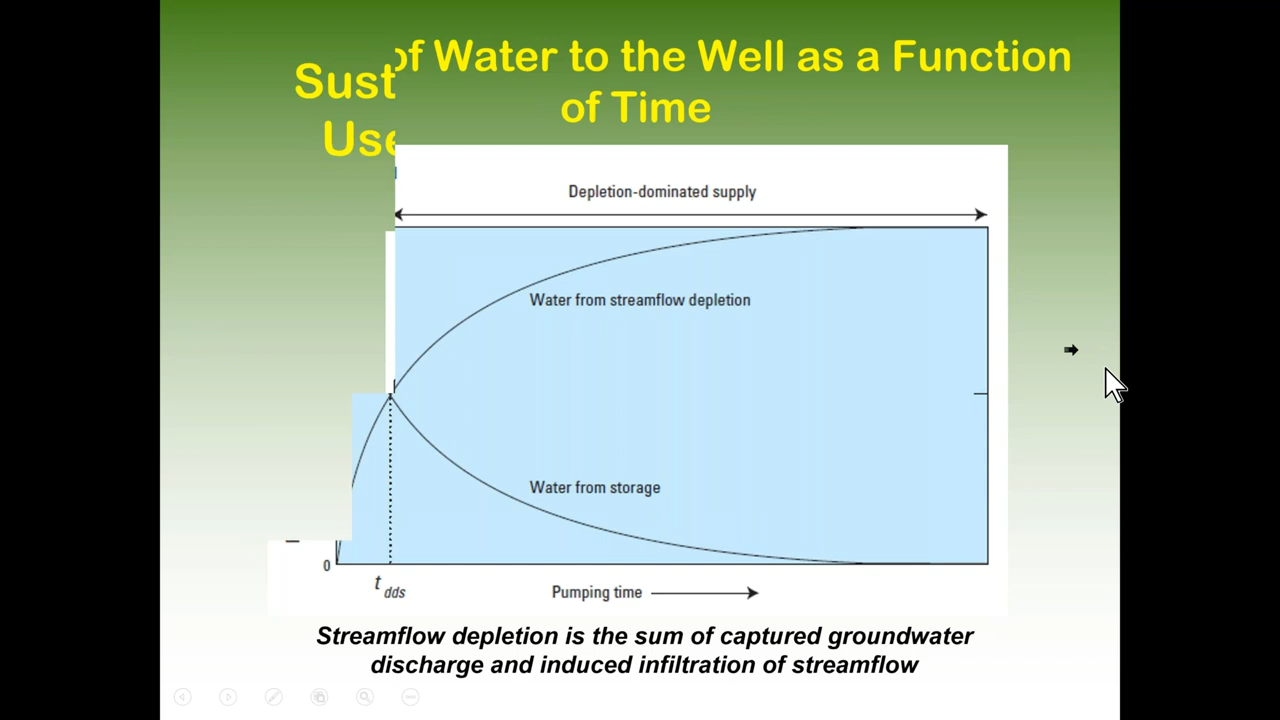 of Water to the Well as a Function
of Time
Sust
Use
Depletion-dominated supply
Water from streamflow depletion
Water from storage
0
t dds
Pumping time
Streamflow depletion is the sum of captured groundwater
discharge and induced infiltration of streamflow